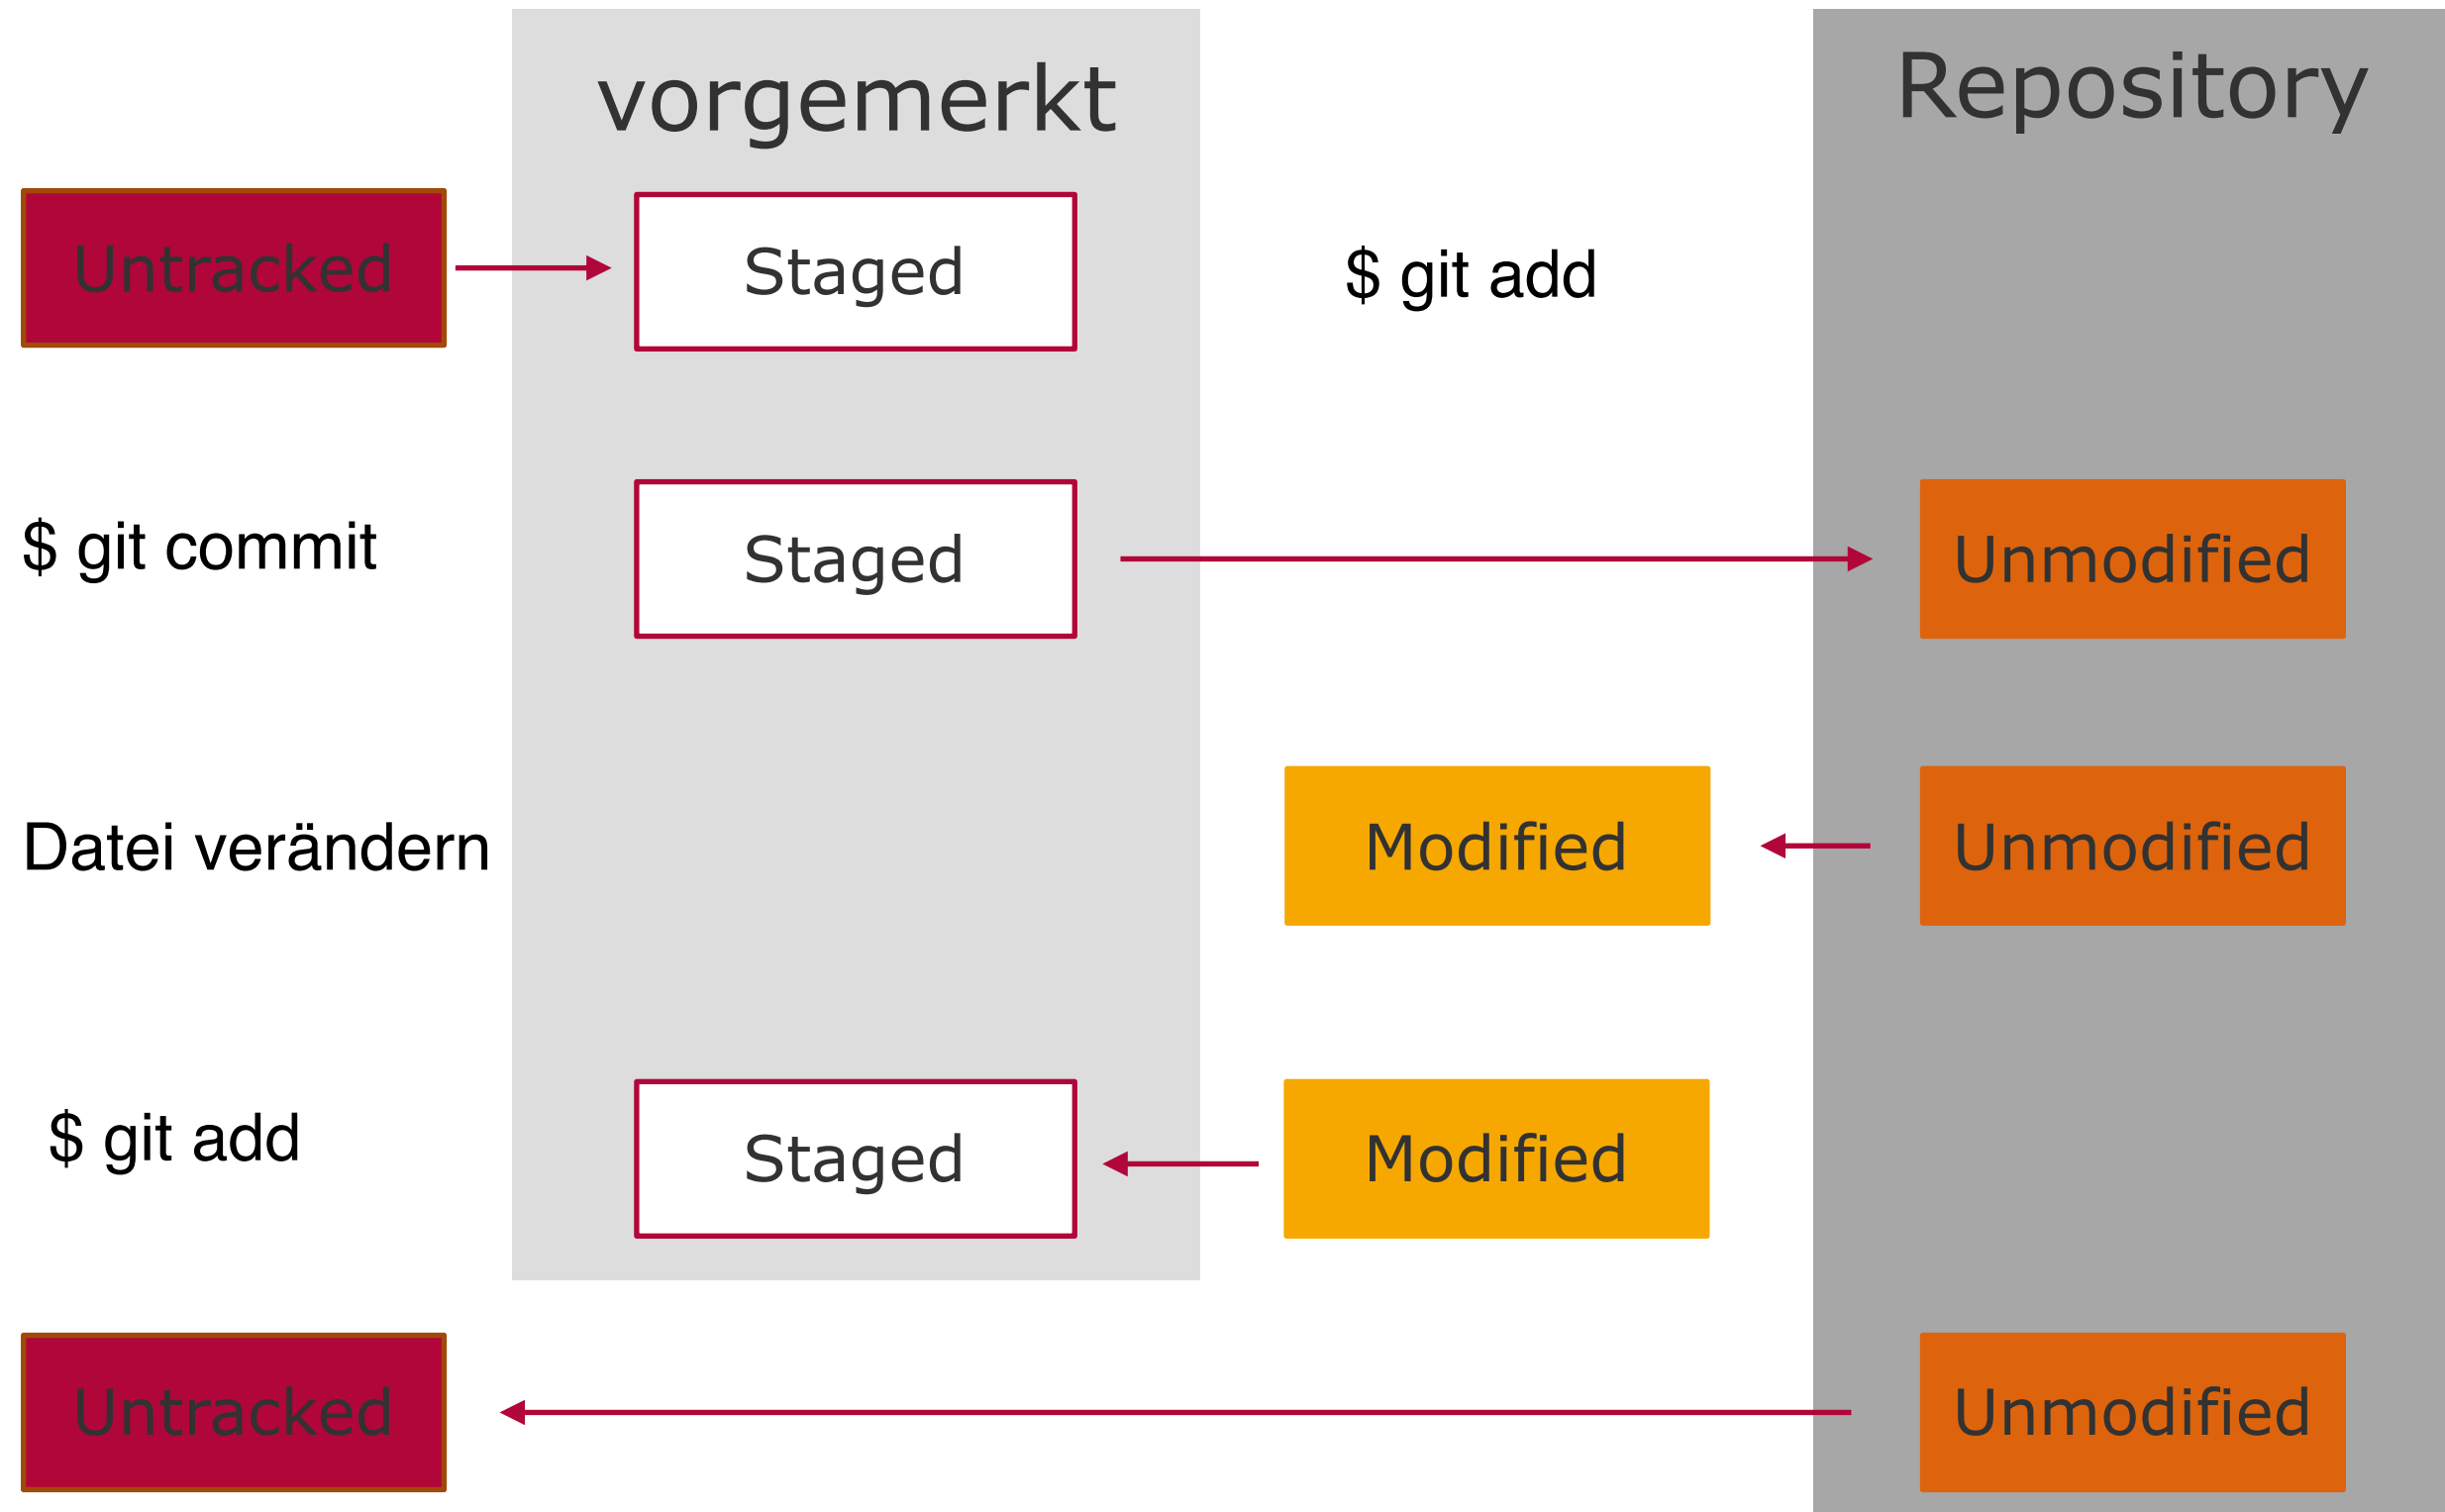 vorgemerkt
Repository
Untracked
Staged
$ git add
$ git commit
Staged
Unmodified
Datei verändern
Modified
Unmodified
$ git add
Staged
Modified
Untracked
Unmodified